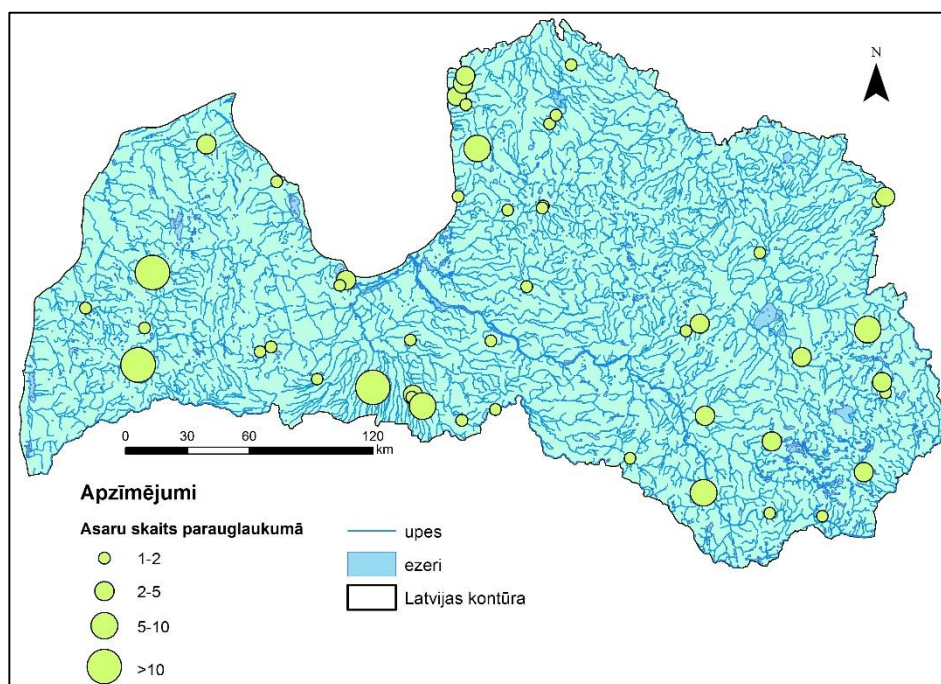 N
0 30 60 120
km
Apzīmējumi
Asaru skaits parauglaukumā
1-2
2-5
5-10
>10
upes
ezeri
Latvijas kontūra